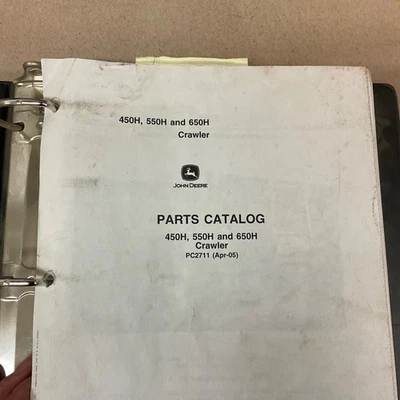 450H, 550H and 650H
Crawler
JOHN DEERE
PARTS CATALOG
450H, 550H and 650H
Crawler
PC2711 (Apr-05)